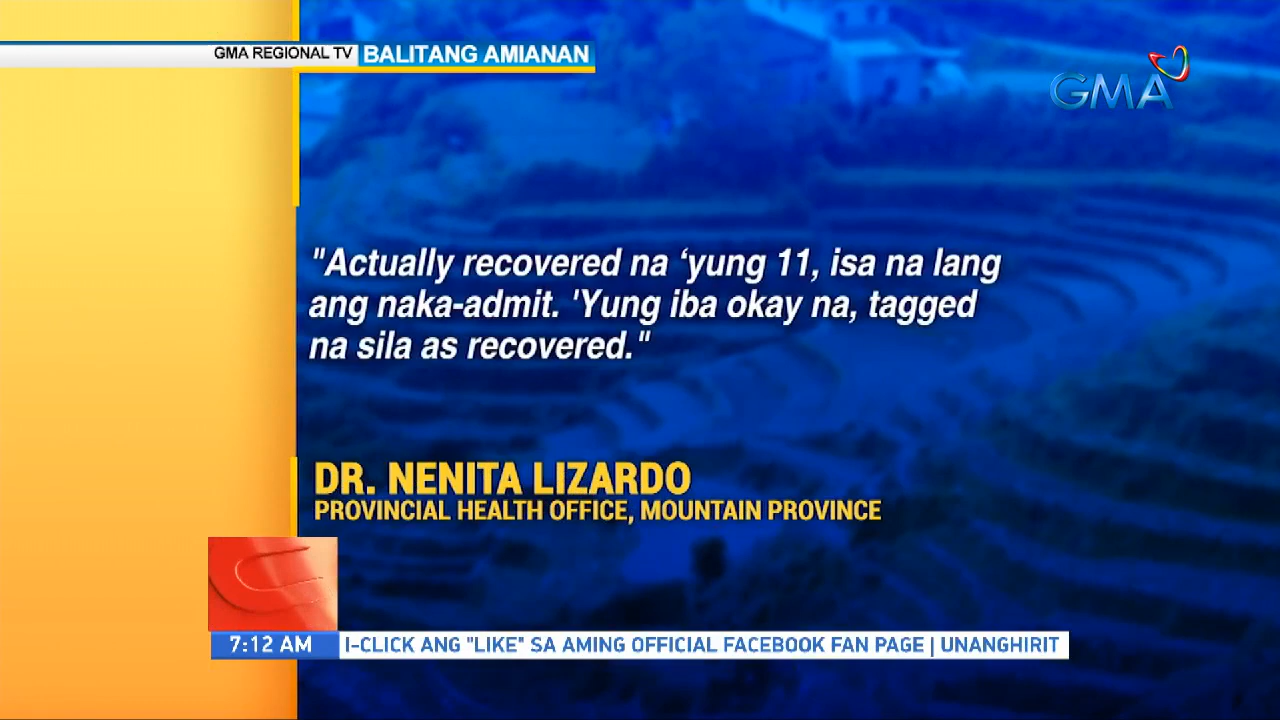 GMA REGIONAL TV BALITANG AMIANAN
GMA
"Actually recovered na ‘yung 11, isa na lang
ang naka-admit. 'Yung iba okay na, tagged
na sila as recovered."
DR. NENITA LIZARDO
PROVINCIAL HEALTH OFFICE, MOUNTAIN PROVINCE
7:12 AM I-CLICK ANG "LIKE" SA AMING OFFICIAL FACEBOOK FAN PAGE | UNANGHIRIT